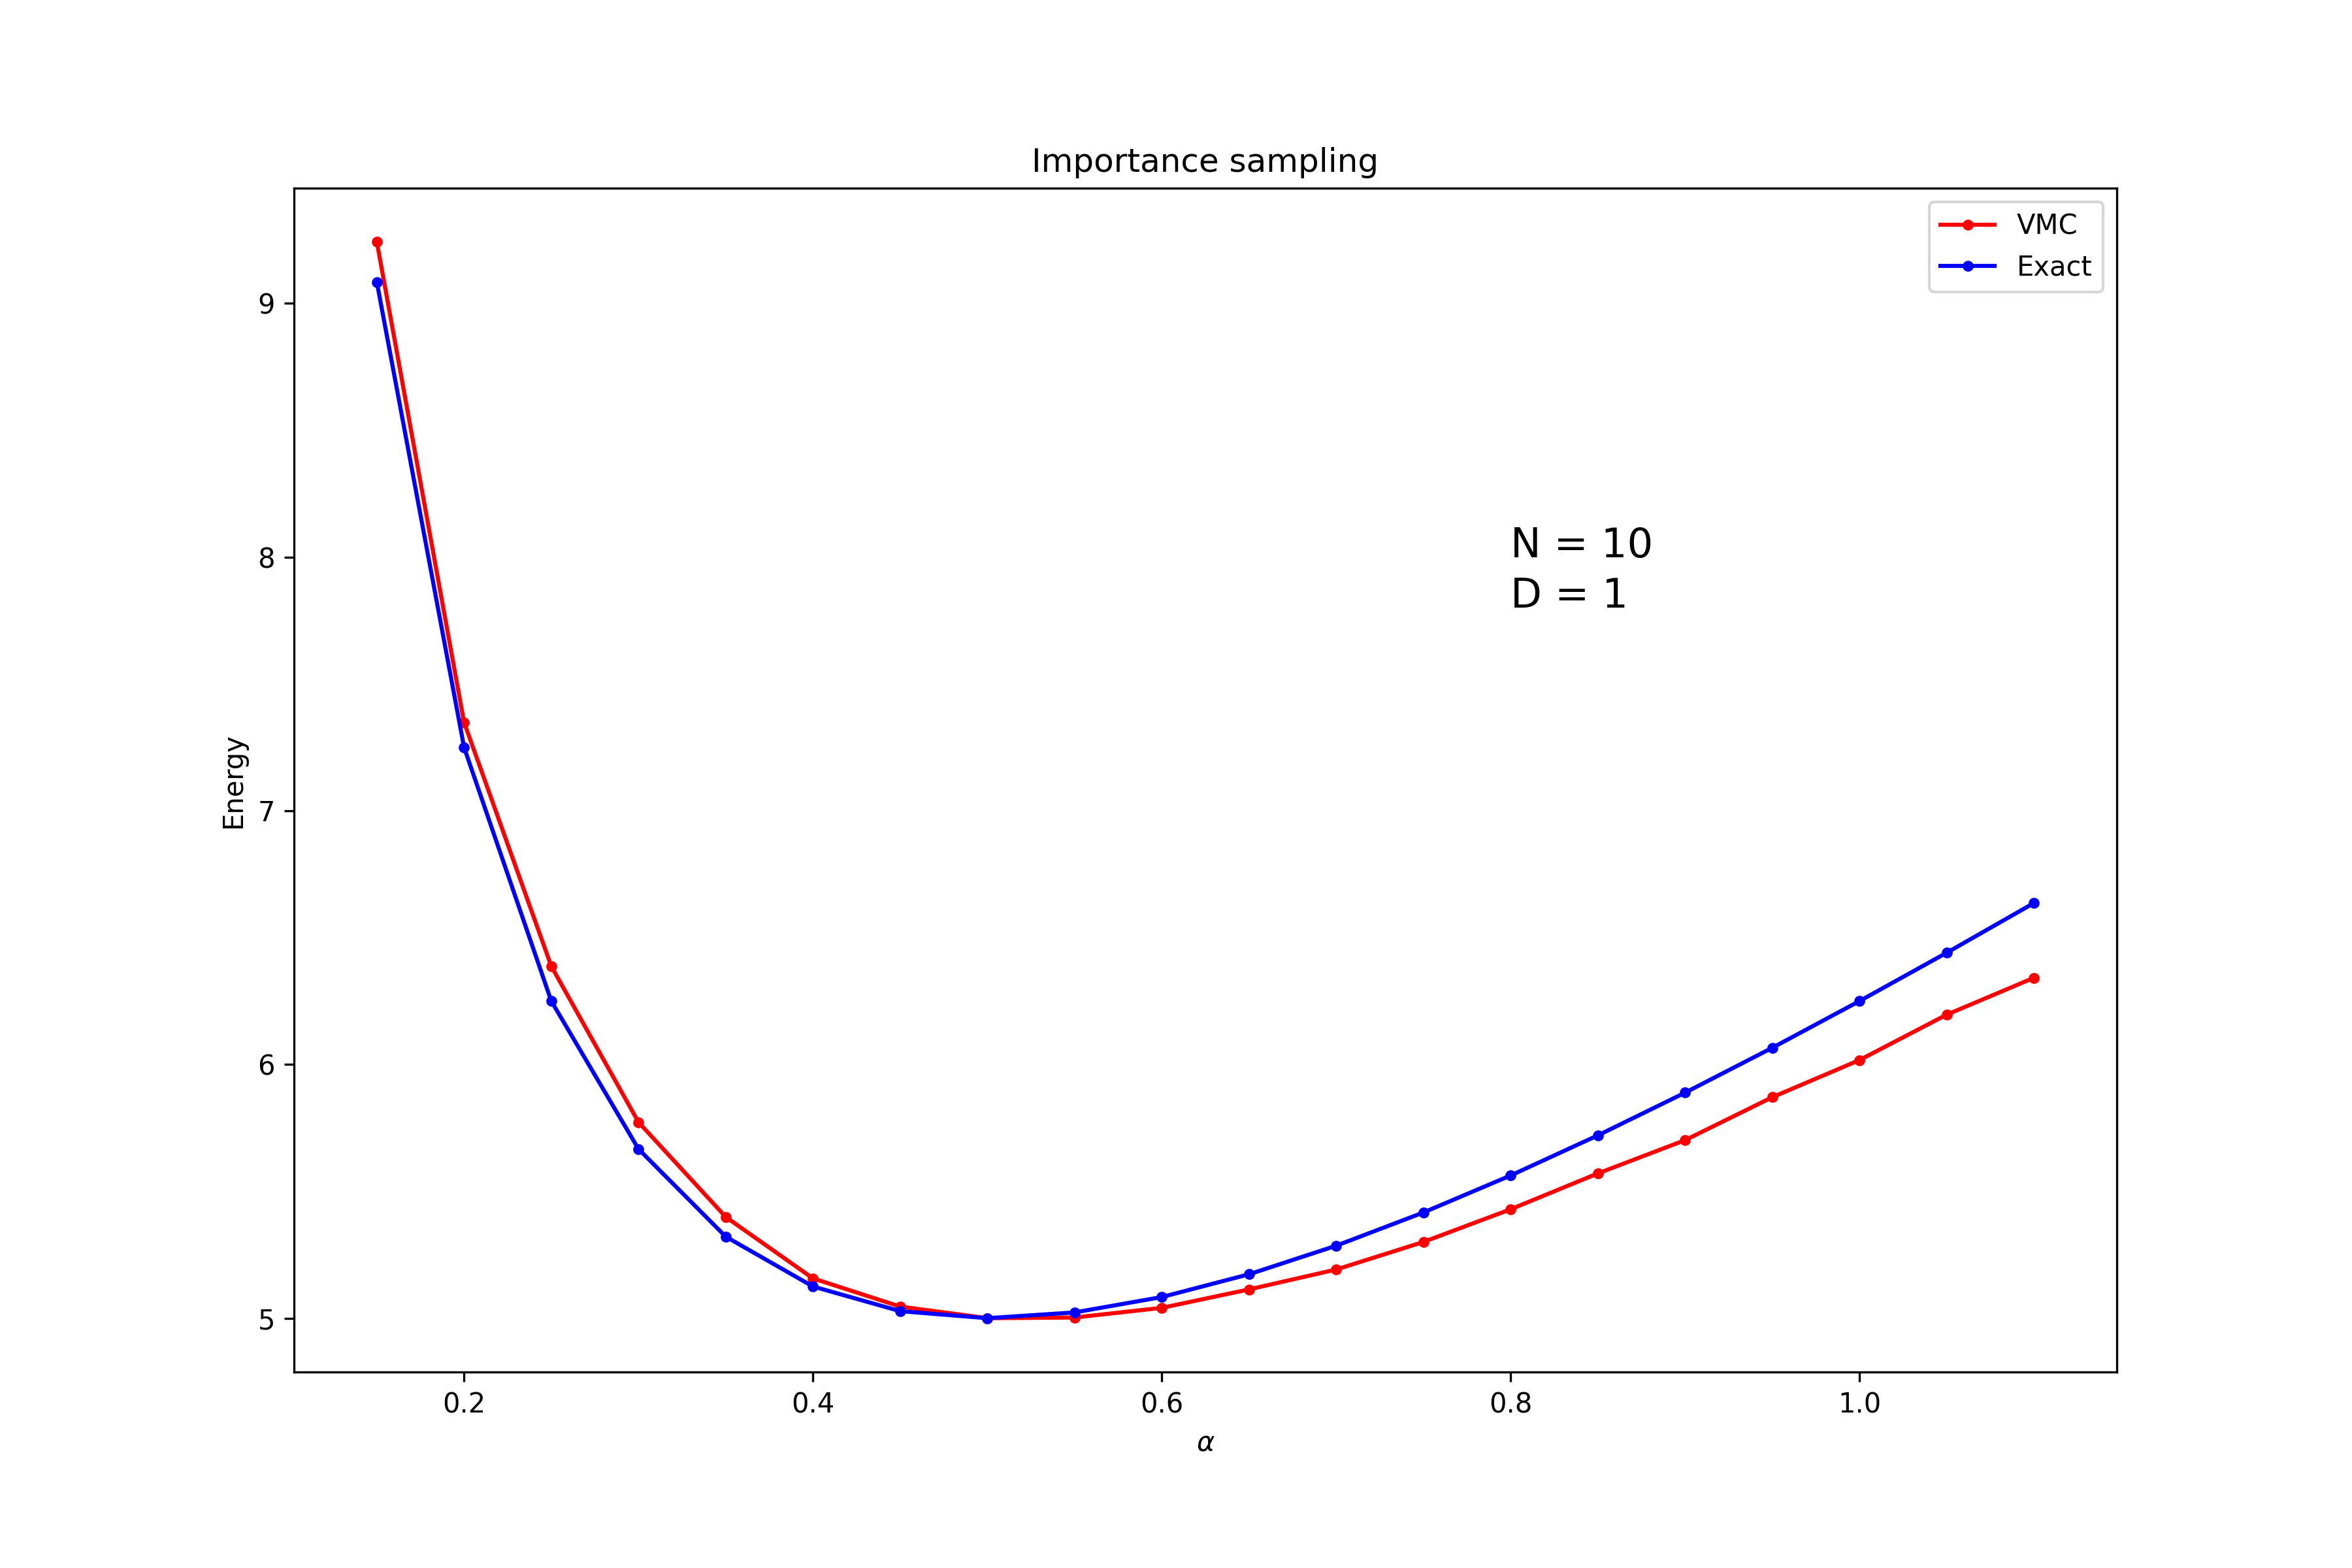 Importance sampling
VMC
Exact
N = 10
D = 1
Energy
9
8
7
6
5
0.2 0.4 0.6 0.8 1.0
α